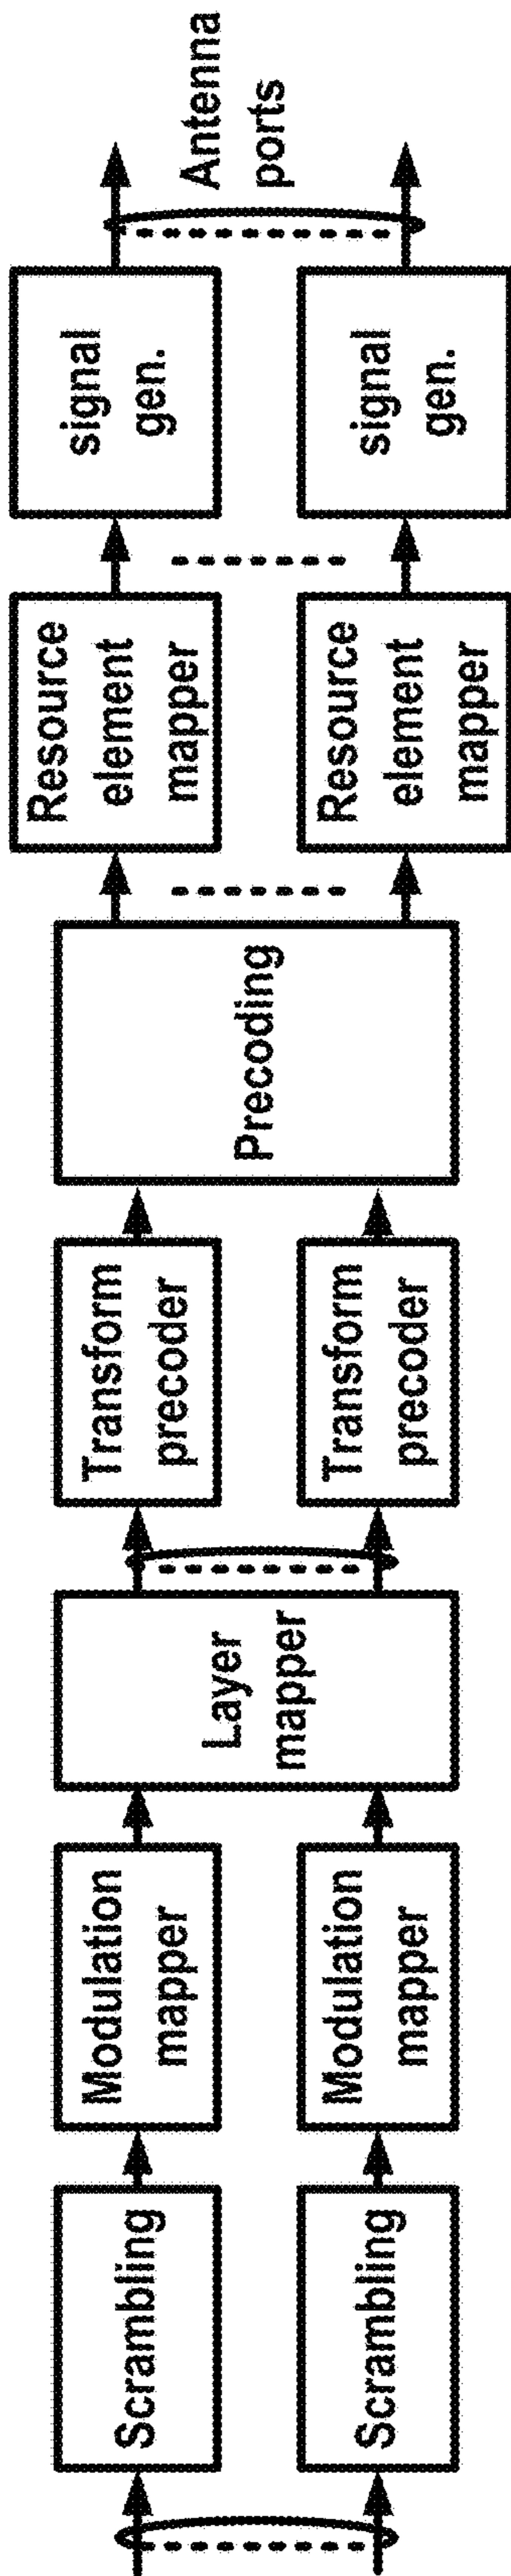 Scrambling
Scrambling
Modulation
mapper
Modulation
mapper
Layer
mapper
Transform
precoder
Transform
precoder
Precoding
Resource
element
mapper
Resource
element
mapper
signal
gen.
signal
gen.
Antenna
ports